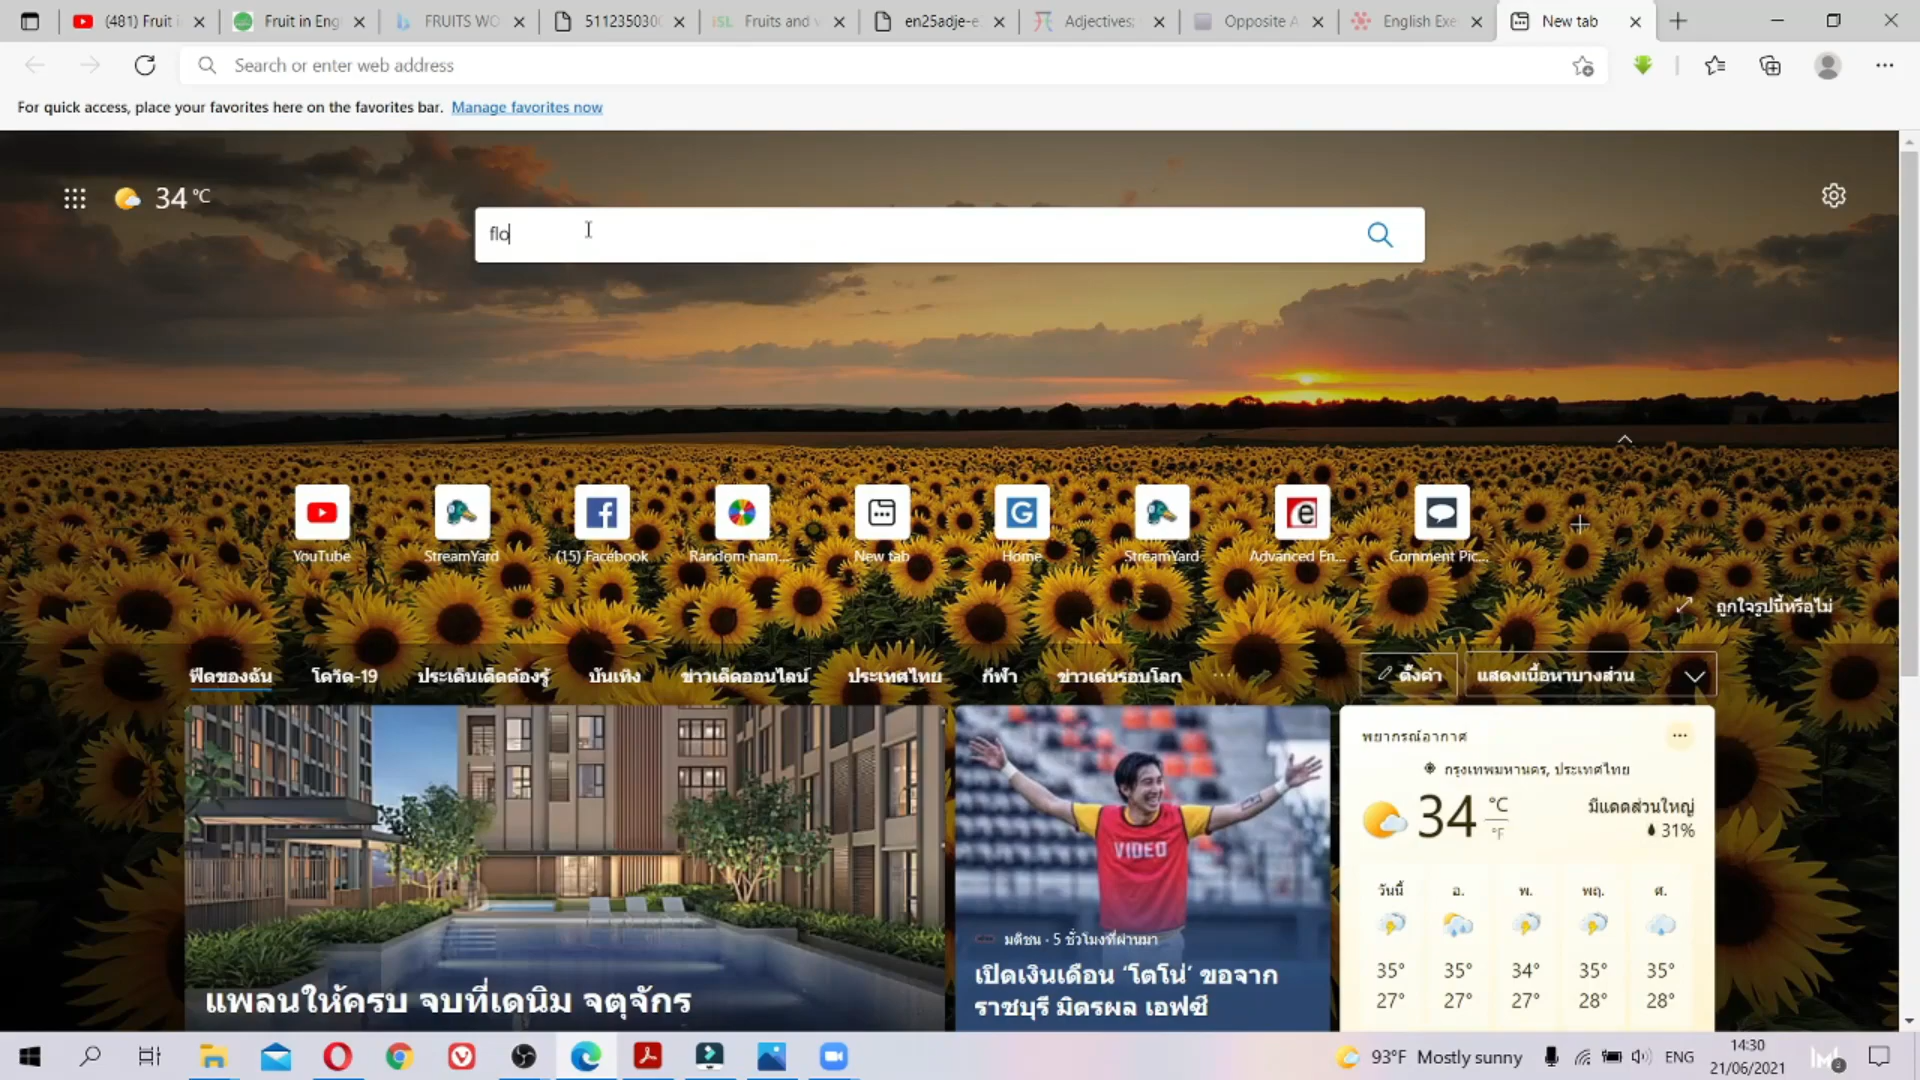 (481) Fruit i
Fruit in Eng
FRUITS WO
5112350300
Fruits and v
en25adje-e
Adjectives:
Opposite A
English Exe
New tab
Search or enter web address
For quick access, place your favorites here on the favorites bar. Manage favorites now
34 °C
flo
YouTube
StreamYard
(15) Facebook
Random nam...
New tab
Home
StreamYard
Advanced En...
Comment Pic...
ถูกใจรูปนี้หรือไม่
ฟีดของฉัน
โควิด-19
ประเด็นเด็ดต้องรู้
บันเทิง
ข่าวเด็ดออนไลน์
ประเทศไทย
กีฬา
ข่าวเด่นรอบโลก
...
ตั้งค่า
แสดงเนื้อหาบางส่วน
แพลนให้ครบ จบที่เดนิม จตุจักร
VIDEO
มติชน · 5 ชั่วโมงที่ผ่านมา
เปิดเงินเดือน ‘โตโน่’ ขอจาก
ราชบุรี มิตรผล เอฟซี
พยากรณ์อากาศ
กรุงเทพมหานคร, ประเทศไทย
34 °C
°F
มีแดดส่วนใหญ่
31%
วันนี้ อ. พ. พฤ. ศ.
35° 35° 34° 35° 35°
27° 27° 27° 28° 28°
93°F Mostly sunny
ENG
14:30
21/06/2021